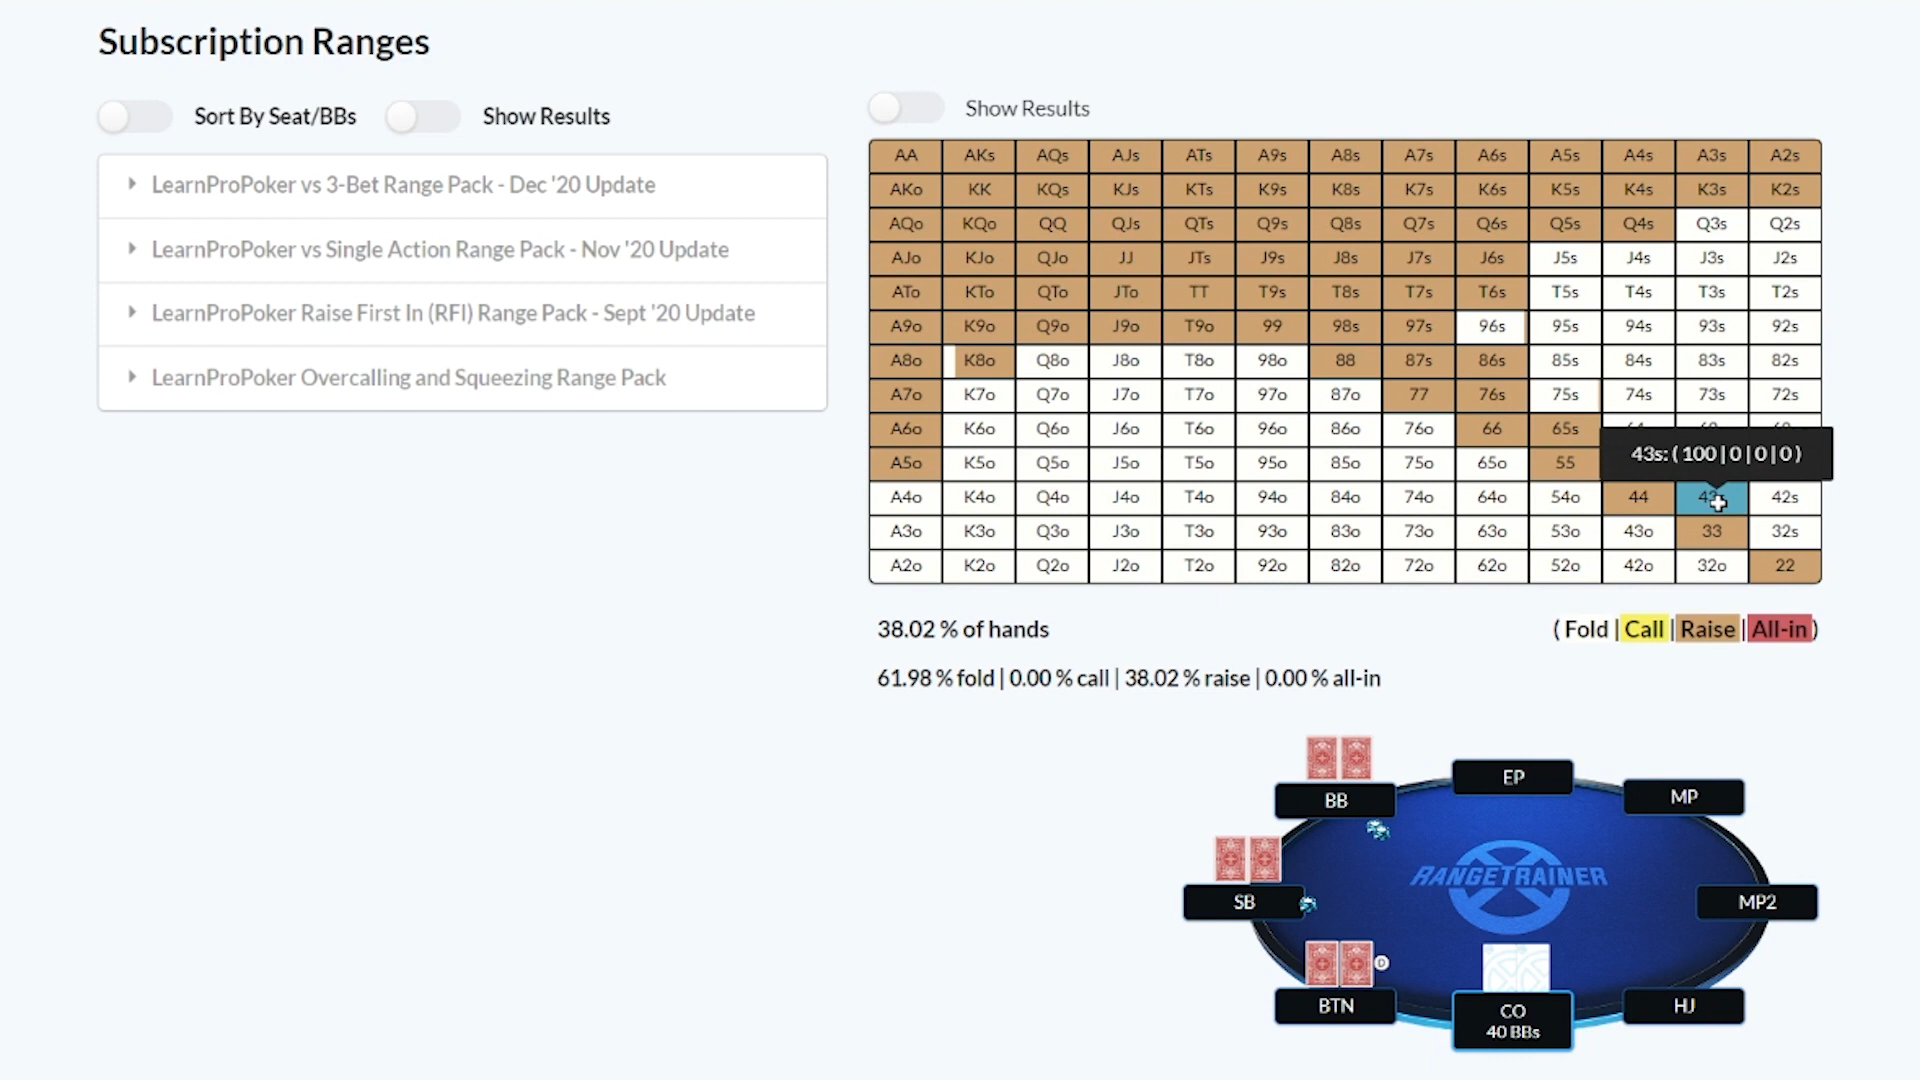 Subscription Ranges
Sort By Seat/BBs
Show Results
LearnProPoker vs 3-Bet Range Pack - Dec '20 Update
LearnProPoker vs Single Action Range Pack - Nov '20 Update
LearnProPoker Raise First In (RFI) Range Pack - Sept '20 Update
LearnProPoker Overcalling and Squeezing Range Pack
Show Results
AA AKs AQs AJs ATs A9s A8s A7s A6s A5s A4s A3s A2s
AKo KK KQs KJs KTs K9s K8s K7s K6s K5s K4s K3s K2s
AQo KQo QQ QJs QTs Q9s Q8s Q7s Q6s Q5s Q4s Q3s Q2s
AJo KJo QJo JJ JTs J9s J8s J7s J6s J5s J4s J3s J2s
ATo KTo QTo JTo TT T9s T8s T7s T6s T5s T4s T3s T2s
A9o K9o Q9o J9o T9o 99 98s 97s 96s 95s 94s 93s 92s
A8o K8o Q8o J8o T8o 98o 88 87s 86s 85s 84s 83s 82s
A7o K7o Q7o J7o T7o 97o 87o 77 76s 75s 74s 73s 72s
A6o K6o Q6o J6o T6o 96o 86o 76o 66 65s
43s: ( 100 | 0 | 0 | 0 )
A5o K5o Q5o J5o T5o 95o 85o 75o 65o 55
A4o K4o Q4o J4o T4o 94o 84o 74o 64o 54o 44 42s
A3o K3o Q3o J3o T3o 93o 83o 73o 63o 53o 43o 33 32s
A2o K2o Q2o J2o T2o 92o 82o 72o 62o 52o 42o 32o 22
38.02 % of hands
( Fold | Call | Raise | All-in )
61.98 % fold | 0.00 % call | 38.02 % raise | 0.00 % all-in
EP
BB
MP
RANGETRAINER
SB
MP2
D
BTN
CO
40 BBs
HJ